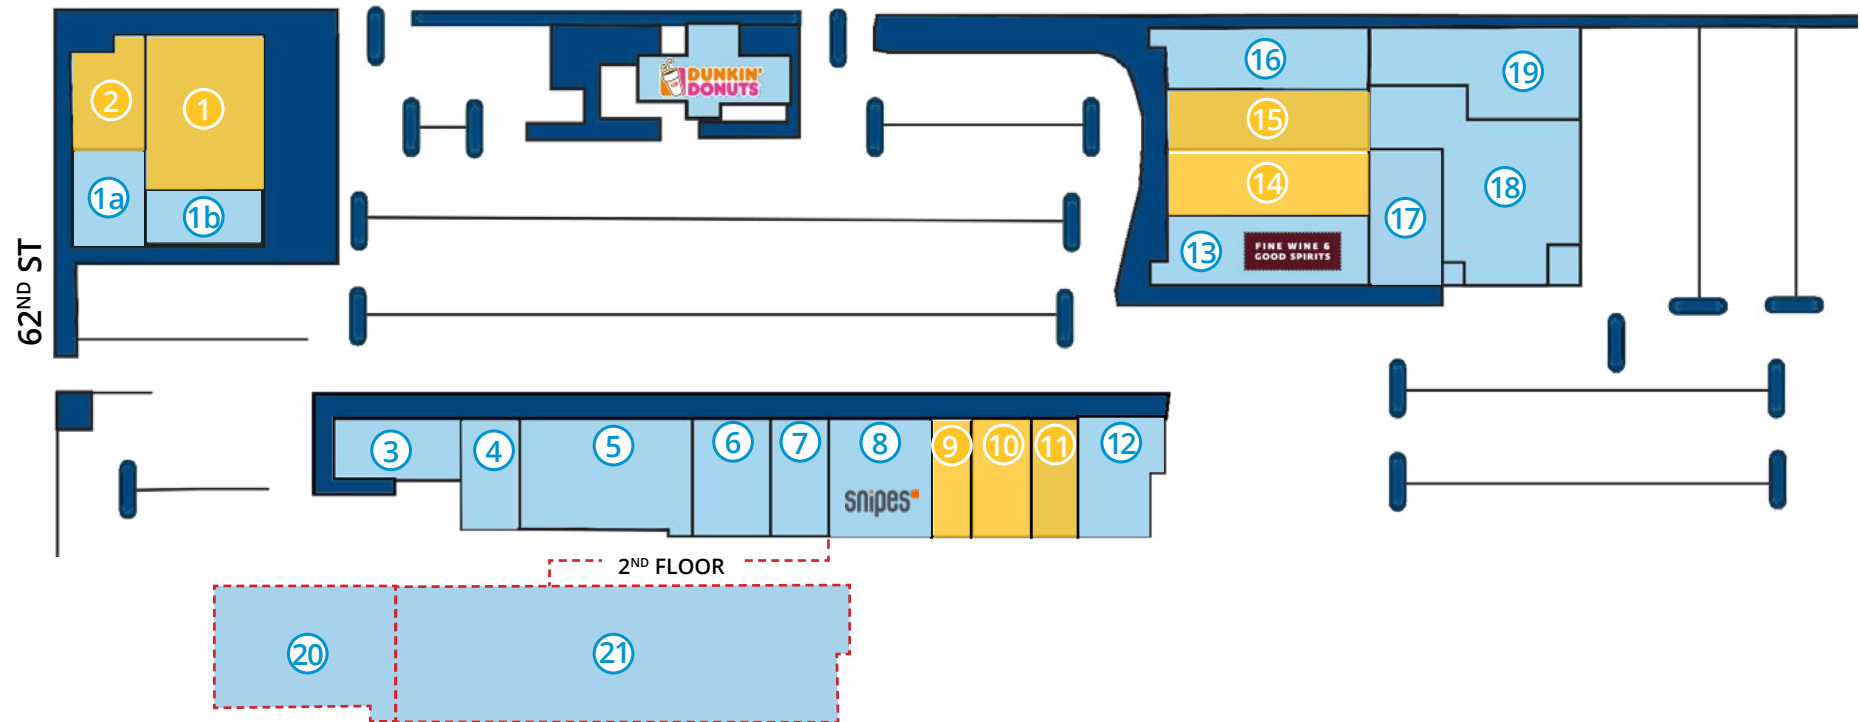 DUNKIN'
DONUTS
16
19
2
1
15
14
18
1a
1b
17
13
FINE WINE &
GOOD SPIRITS
62ND ST
3
4
5
6
7
8
9
10
11
12
snipes
2ND FLOOR
20
21